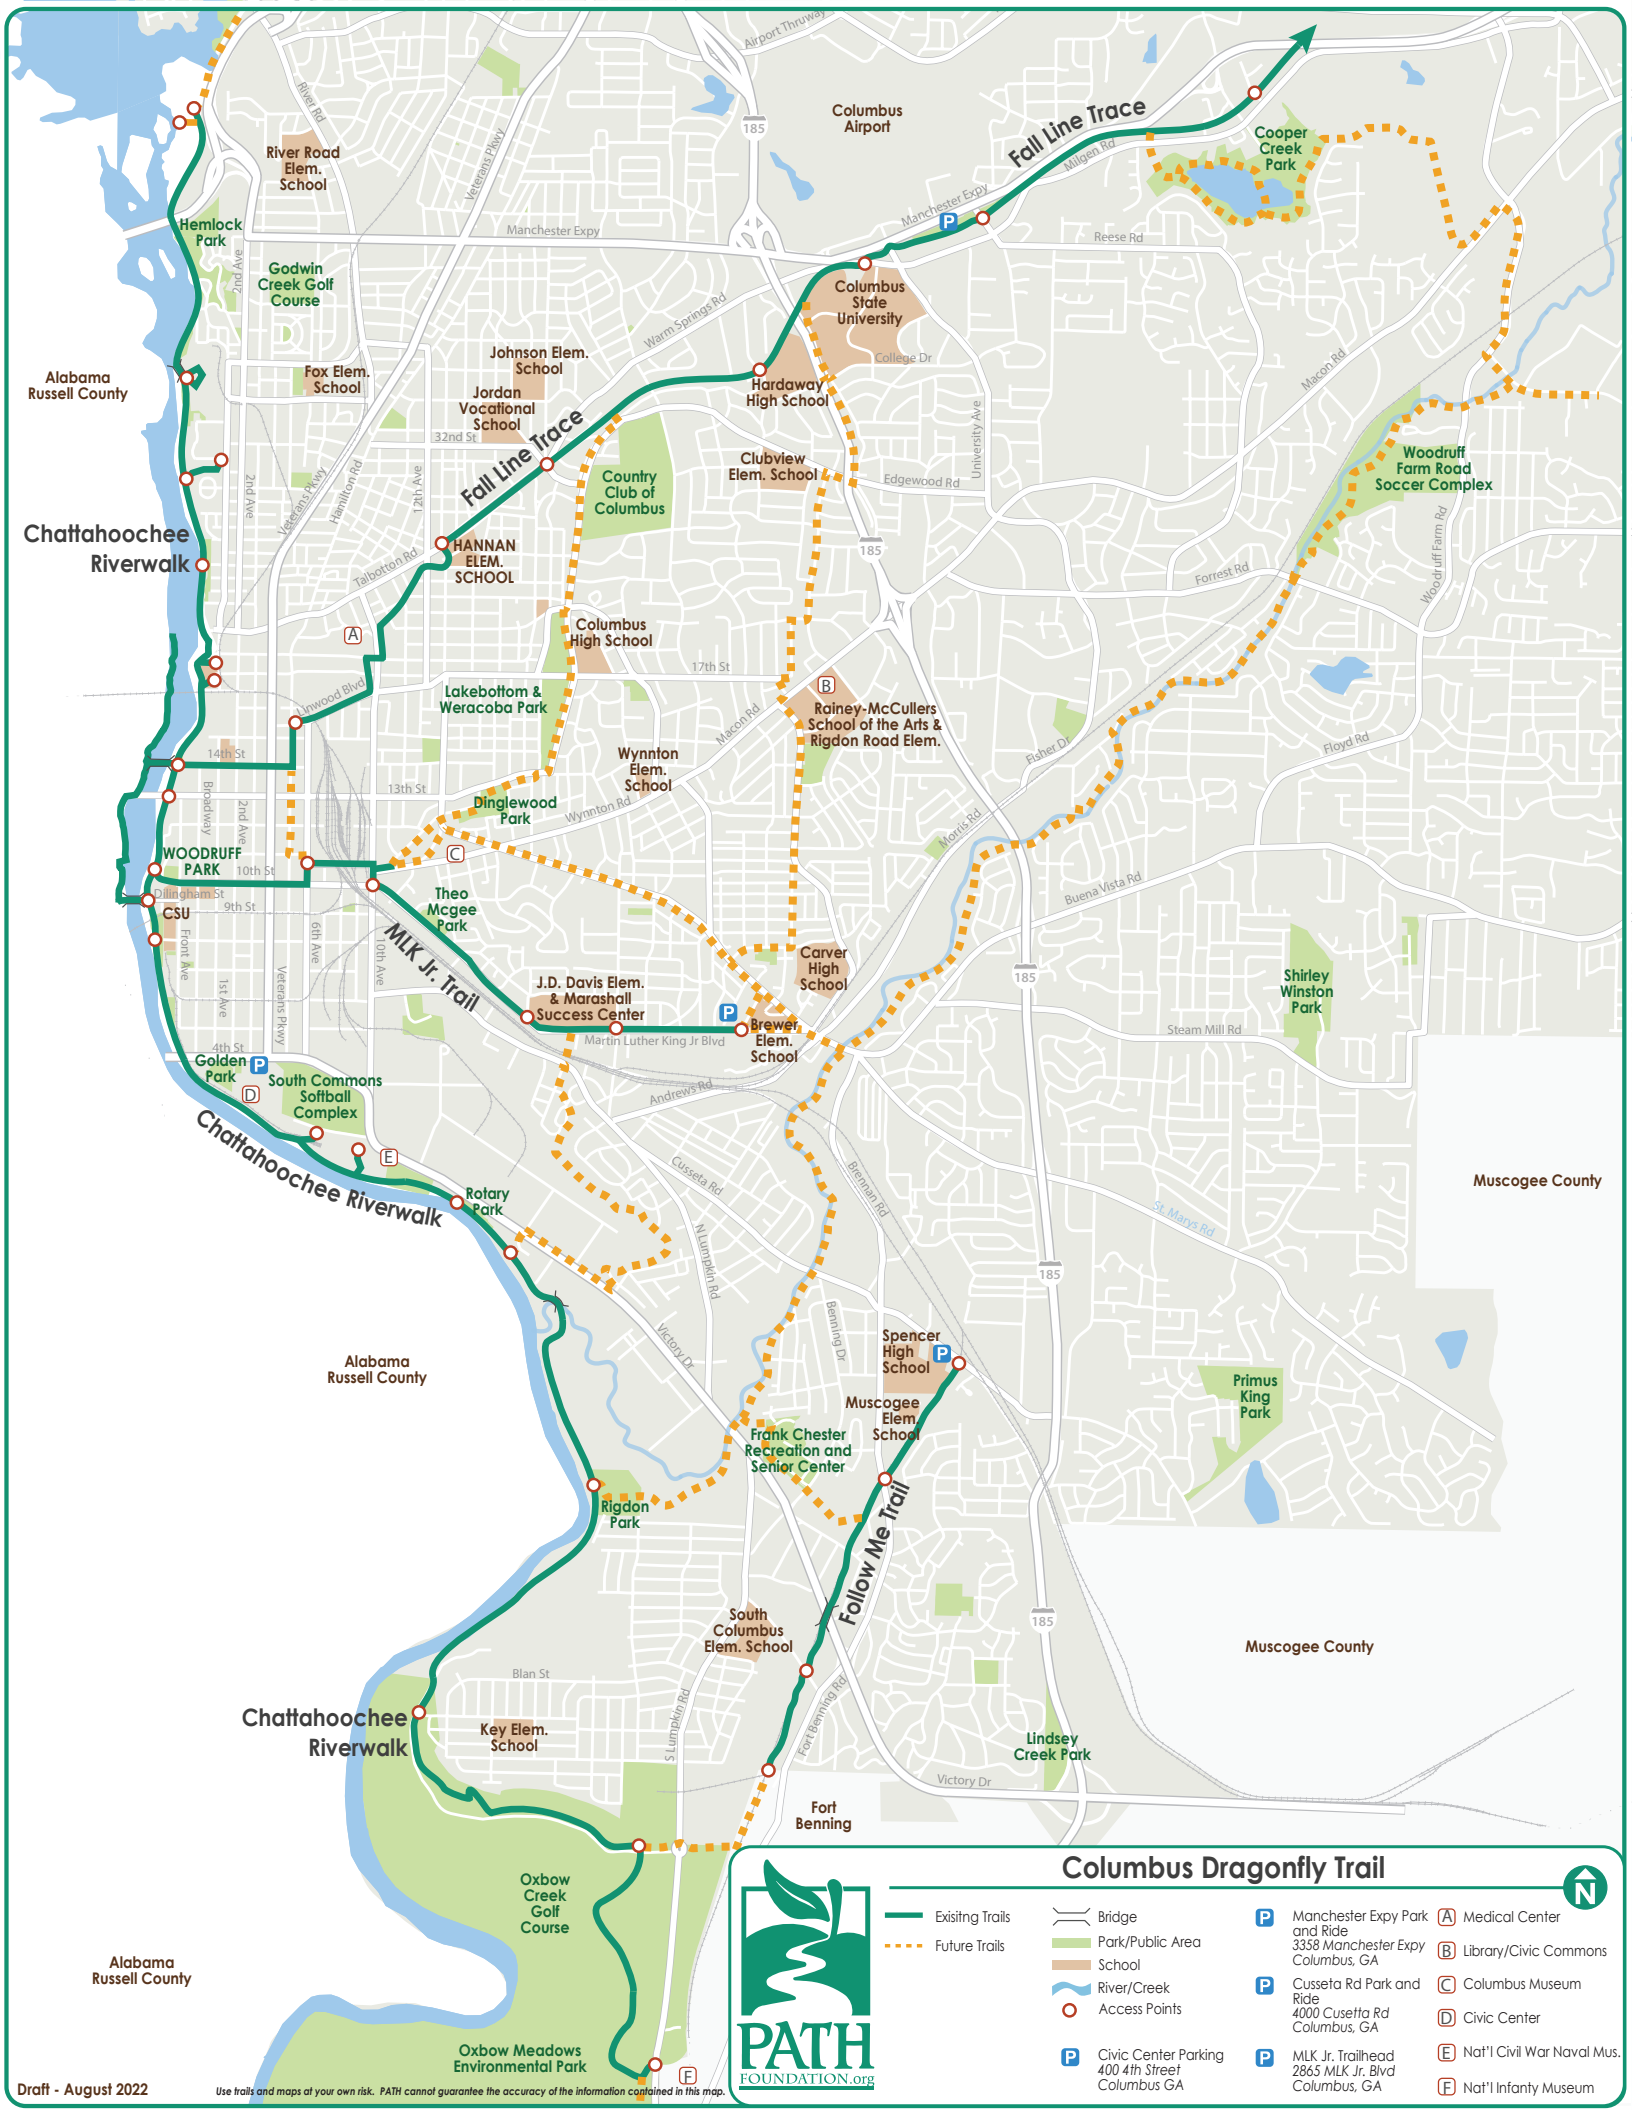 Airport Thruway
Columbus
Airport
Fall Line Trace
River Rd
185
Cooper
Creek
Park
River Road
Elem.
School
Veterans Pkwy
Milgen Rd
Manchester Expy
P
Hemlock
Park
Manchester Expy
Reese Rd
2nd Ave
Godwin
Creek Golf
Course
Columbus
State
University
Warm Springs Rd
College Dr
Macon Rd
Johnson Elem.
School
Fox Elem.
School
Alabama
Russell County
Jordan
Vocational
School
Hardaway
High School
University Ave
Fall Line Trace
32nd St
Clubview
Elem. School
Woodruff
Farm Road
Soccer Complex
Country
Club of
Columbus
Edgewood Rd
2nd Ave
Veterans Pkwy
Hamilton Rd
12th Ave
Woodruff Farm Rd
Chattahoochee
Riverwalk
HANNAN
ELEM.
SCHOOL
185
Talbotton Rd
Forrest Rd
A
Columbus
High School
17th St
B
Linwood Blvd
Lakebottom &
Weracoba Park
Rainey-McCullers
School of the Arts &
Rigdon Road Elem.
Macon Rd
Fisher Dr
Floyd Rd
14th St
Wynnton
Elem.
School
13th St
Broadway
2nd Ave
Dinglewood
Park
Wynnton Rd
Morris Rd
WOODRUFF
PARK
C
10th St
Dilingham St
Buena Vista Rd
9th St
CSU
Theo
Mcgee
Park
Front Ave
6th Ave
10th Ave
MLK Jr. Trail
Carver
High
School
185
Shirley
Winston
Park
1st Ave
Veterans Pkwy
J.D. Davis Elem.
& Marashall
Success Center
P
Brewer
Elem.
School
Martin Luther King Jr Blvd
Steam Mill Rd
4th St
Golden
Park
P
D
South Commons
Softball
Complex
Andrews Rd
Chattahoochee Riverwalk
E
Cusseta Rd
Brennan Rd
Muscogee County
Rotary
Park
St. Marys Rd
N Lumpkin Rd
185
Benning Dr
Victory Dr
Spencer
High
School
P
Alabama
Russell County
Primus
King
Park
Muscogee
Elem.
School
Frank Chester
Recreation and
Senior Center
Rigdon
Park
Follow Me Trail
South
Columbus
Elem. School
185
Muscogee County
Blan St
Chattahoochee
Riverwalk
S Lumpkin Rd
Fort Benning Rd
Key Elem.
School
Lindsey
Creek Park
Victory Dr
Fort
Benning
Oxbow
Creek
Golf
Course
Alabama
Russell County
Oxbow Meadows
Environmental Park
F
Draft - August 2022
Use trails and maps at your own risk. PATH cannot guarantee the accuracy of the information contained in this map.
Columbus Dragonfly Trail
N
PATH
FOUNDATION.org
Exisitng Trails
Future Trails
Bridge
Park/Public Area
School
River/Creek
Access Points
P Civic Center Parking
400 4th Street
Columbus GA
P Manchester Expy Park
and Ride
3358 Manchester Expy
Columbus, GA
P Cusseta Rd Park and
Ride
4000 Cusetta Rd
Columbus, GA
P MLK Jr. Trailhead
2865 MLK Jr. Blvd
Columbus, GA
A Medical Center
B Library/Civic Commons
C Columbus Museum
D Civic Center
E Nat'l Civil War Naval Mus.
F Nat'l Infanty Museum